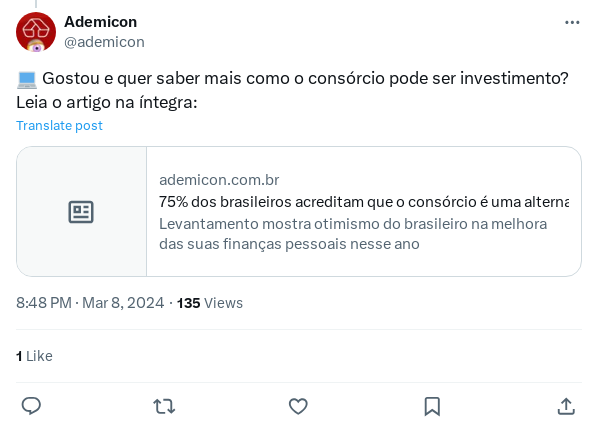 Ademicon
@ademicon
Gostou e quer saber mais como o consórcio pode ser investimento?
Leia o artigo na íntegra:
Translate post
ademicon.com.br
75% dos brasileiros acreditam que o consórcio é uma alterna
Levantamento mostra otimismo do brasileiro na melhora
das suas finanças pessoais nesse ano
8:48 PM · Mar 8, 2024 · 135 Views
1 Like